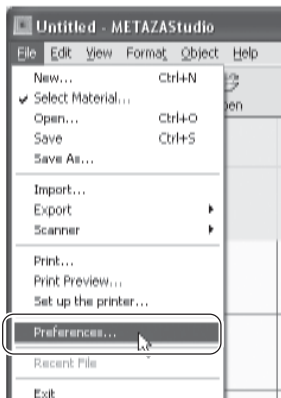 Untitled - METAZAStudio
File Edit View Format Object Help
New... Ctrl+N
Select Material...
Open... Ctrl+O
Save Ctrl+S
Save As...
Import...
Export
Scanner
Print...
Print Preview...
Set up the printer...
Preferences...
Recent File
Exit